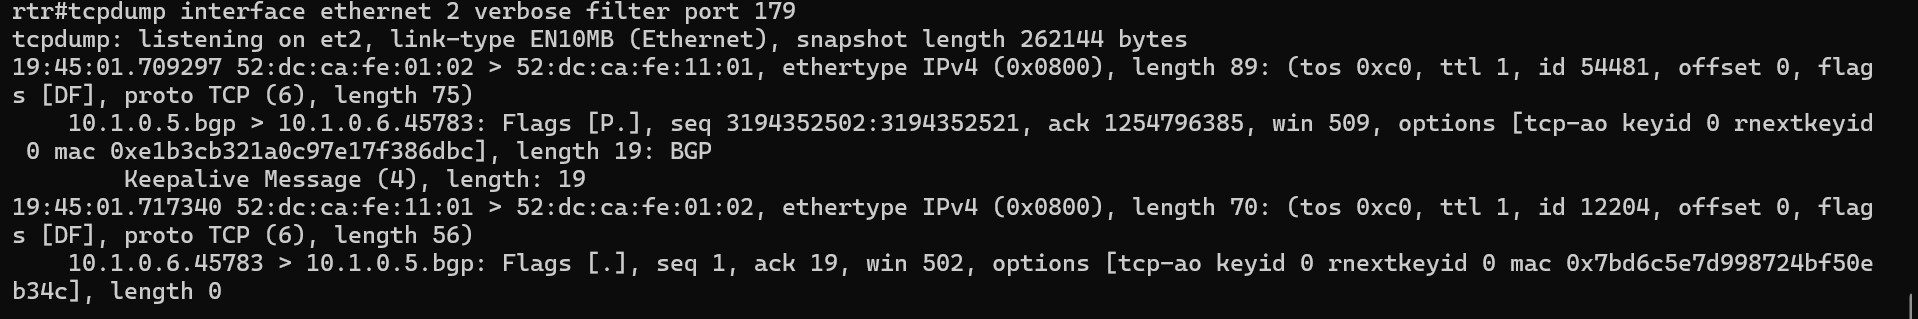 rtr#tcpdump interface ethernet 2 verbose filter port 179
tcpdump: listening on et2, link-type EN10MB (Ethernet), snapshot length 262144 bytes
19:45:01.709297 52:dc:ca:fe:01:02 > 52:dc:ca:fe:11:01, ethertype IPv4 (0x0800), length 89: (tos 0xc0, ttl 1, id 54481, offset 0, flag
s [DF], proto TCP (6), length 75)
    10.1.0.5.bgp > 10.1.0.6.45783: Flags [P.], seq 3194352502:3194352521, ack 1254796385, win 509, options [tcp-ao keyid 0 rnextkeyid
 0 mac 0xe1b3cb321a0c97e17f386dbc], length 19: BGP
        Keepalive Message (4), length: 19
19:45:01.717340 52:dc:ca:fe:11:01 > 52:dc:ca:fe:01:02, ethertype IPv4 (0x0800), length 70: (tos 0xc0, ttl 1, id 12204, offset 0, flag
s [DF], proto TCP (6), length 56)
    10.1.0.6.45783 > 10.1.0.5.bgp: Flags [.], seq 1, ack 19, win 502, options [tcp-ao keyid 0 rnextkeyid 0 mac 0x7bd6c5e7d998724bf50e
b34c], length 0